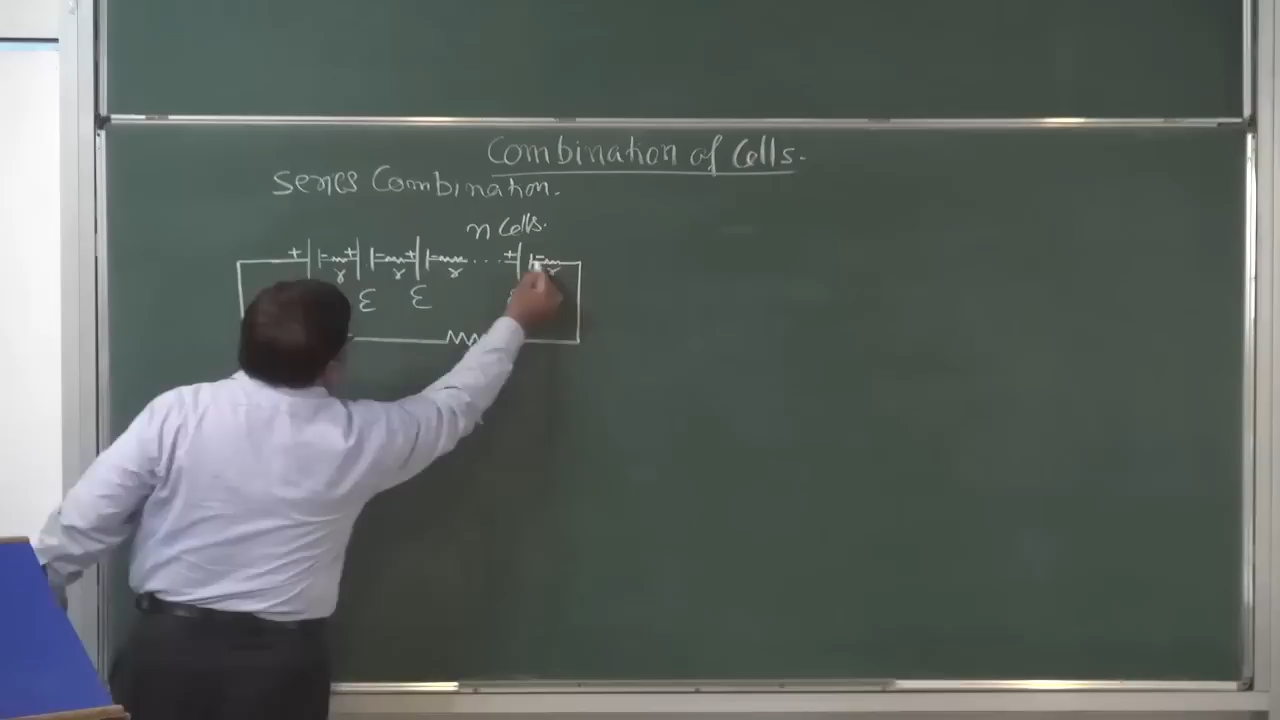 Combination of Cells.
Series Combination.
n Cells.
+ + + ... +
r r r r
ε ε